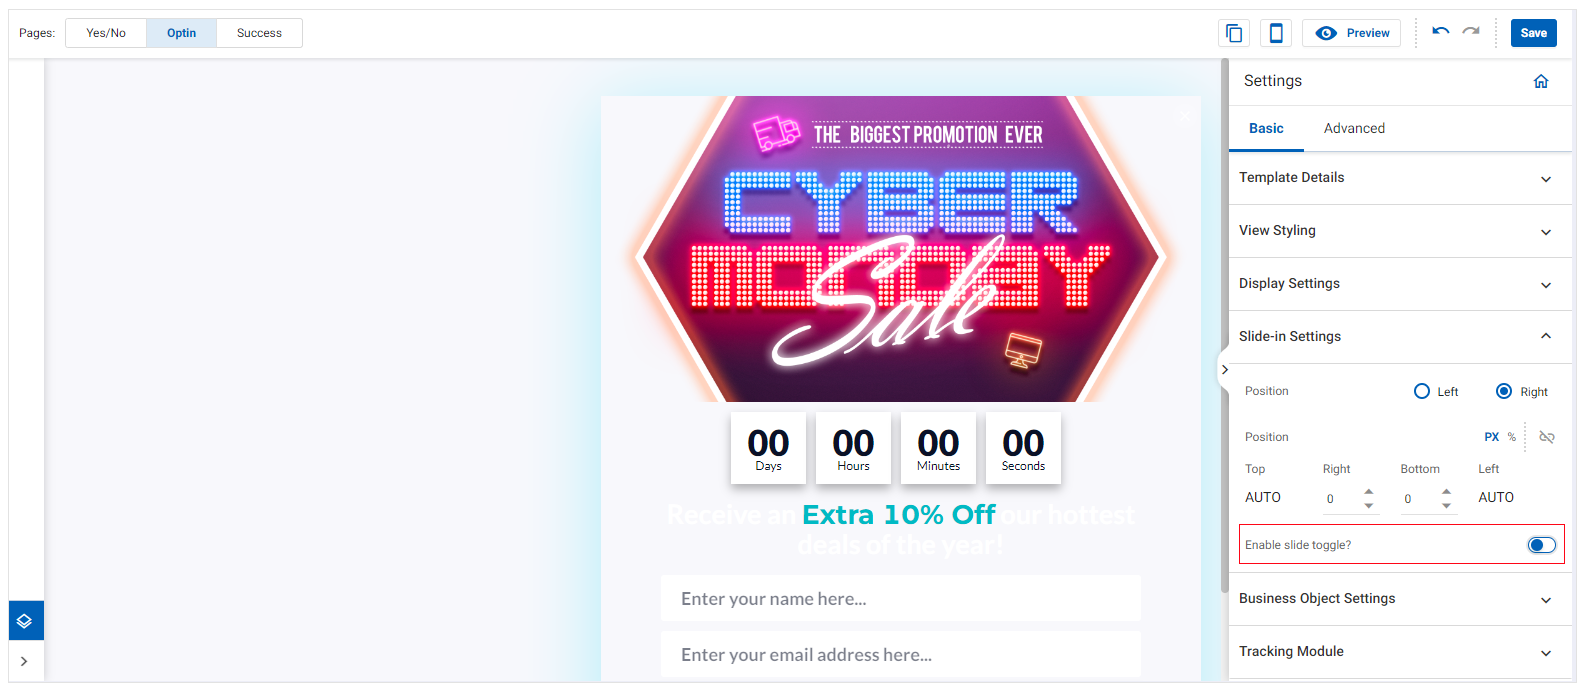 Pages: Yes/No Optin Success Preview Save
Settings
Basic Advanced
Template Details
View Styling
Display Settings
Slide-in Settings
Position Left Right
Position PX %
Top Right Bottom Left
AUTO 0 0 AUTO
Enable slide toggle?
Business Object Settings
Tracking Module
THE BIGGEST PROMOTION EVER
CYBER
MONDAY
Sale
00 00 00 00
Days Hours Minutes Seconds
Receive an Extra 10% Off our hottest
deals of the year!
Enter your name here...
Enter your email address here...